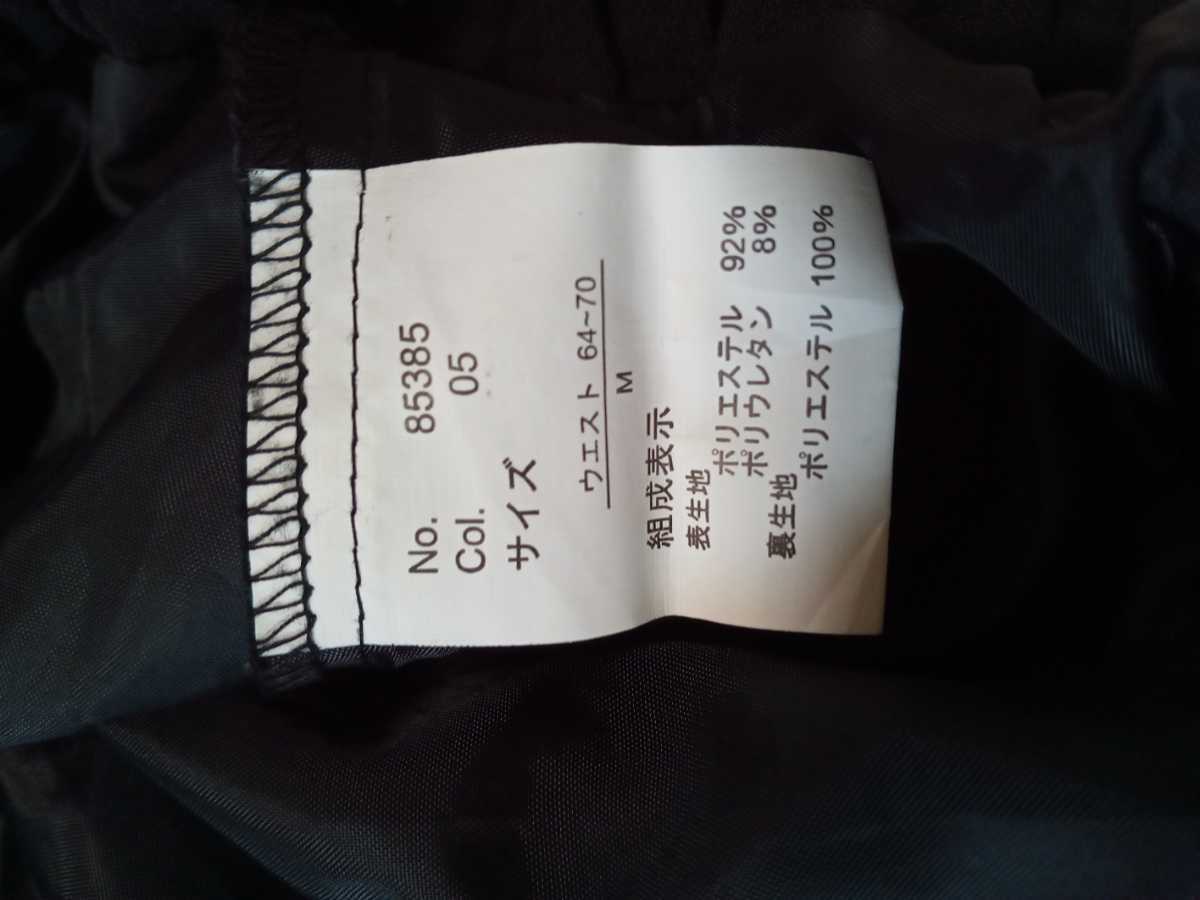 No. 85385
Col. 05
サイズ
ウエスト 64~70
M
組成表示
表生地
ポリエステル 92%
ポリウレタン 8%
裏生地
ポリエステル 100%